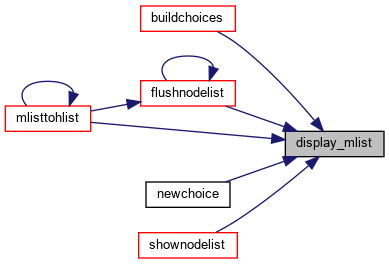 buildchoices
flushnodelist
mlisttohlist
display_mlist
newchoice
shownodelist